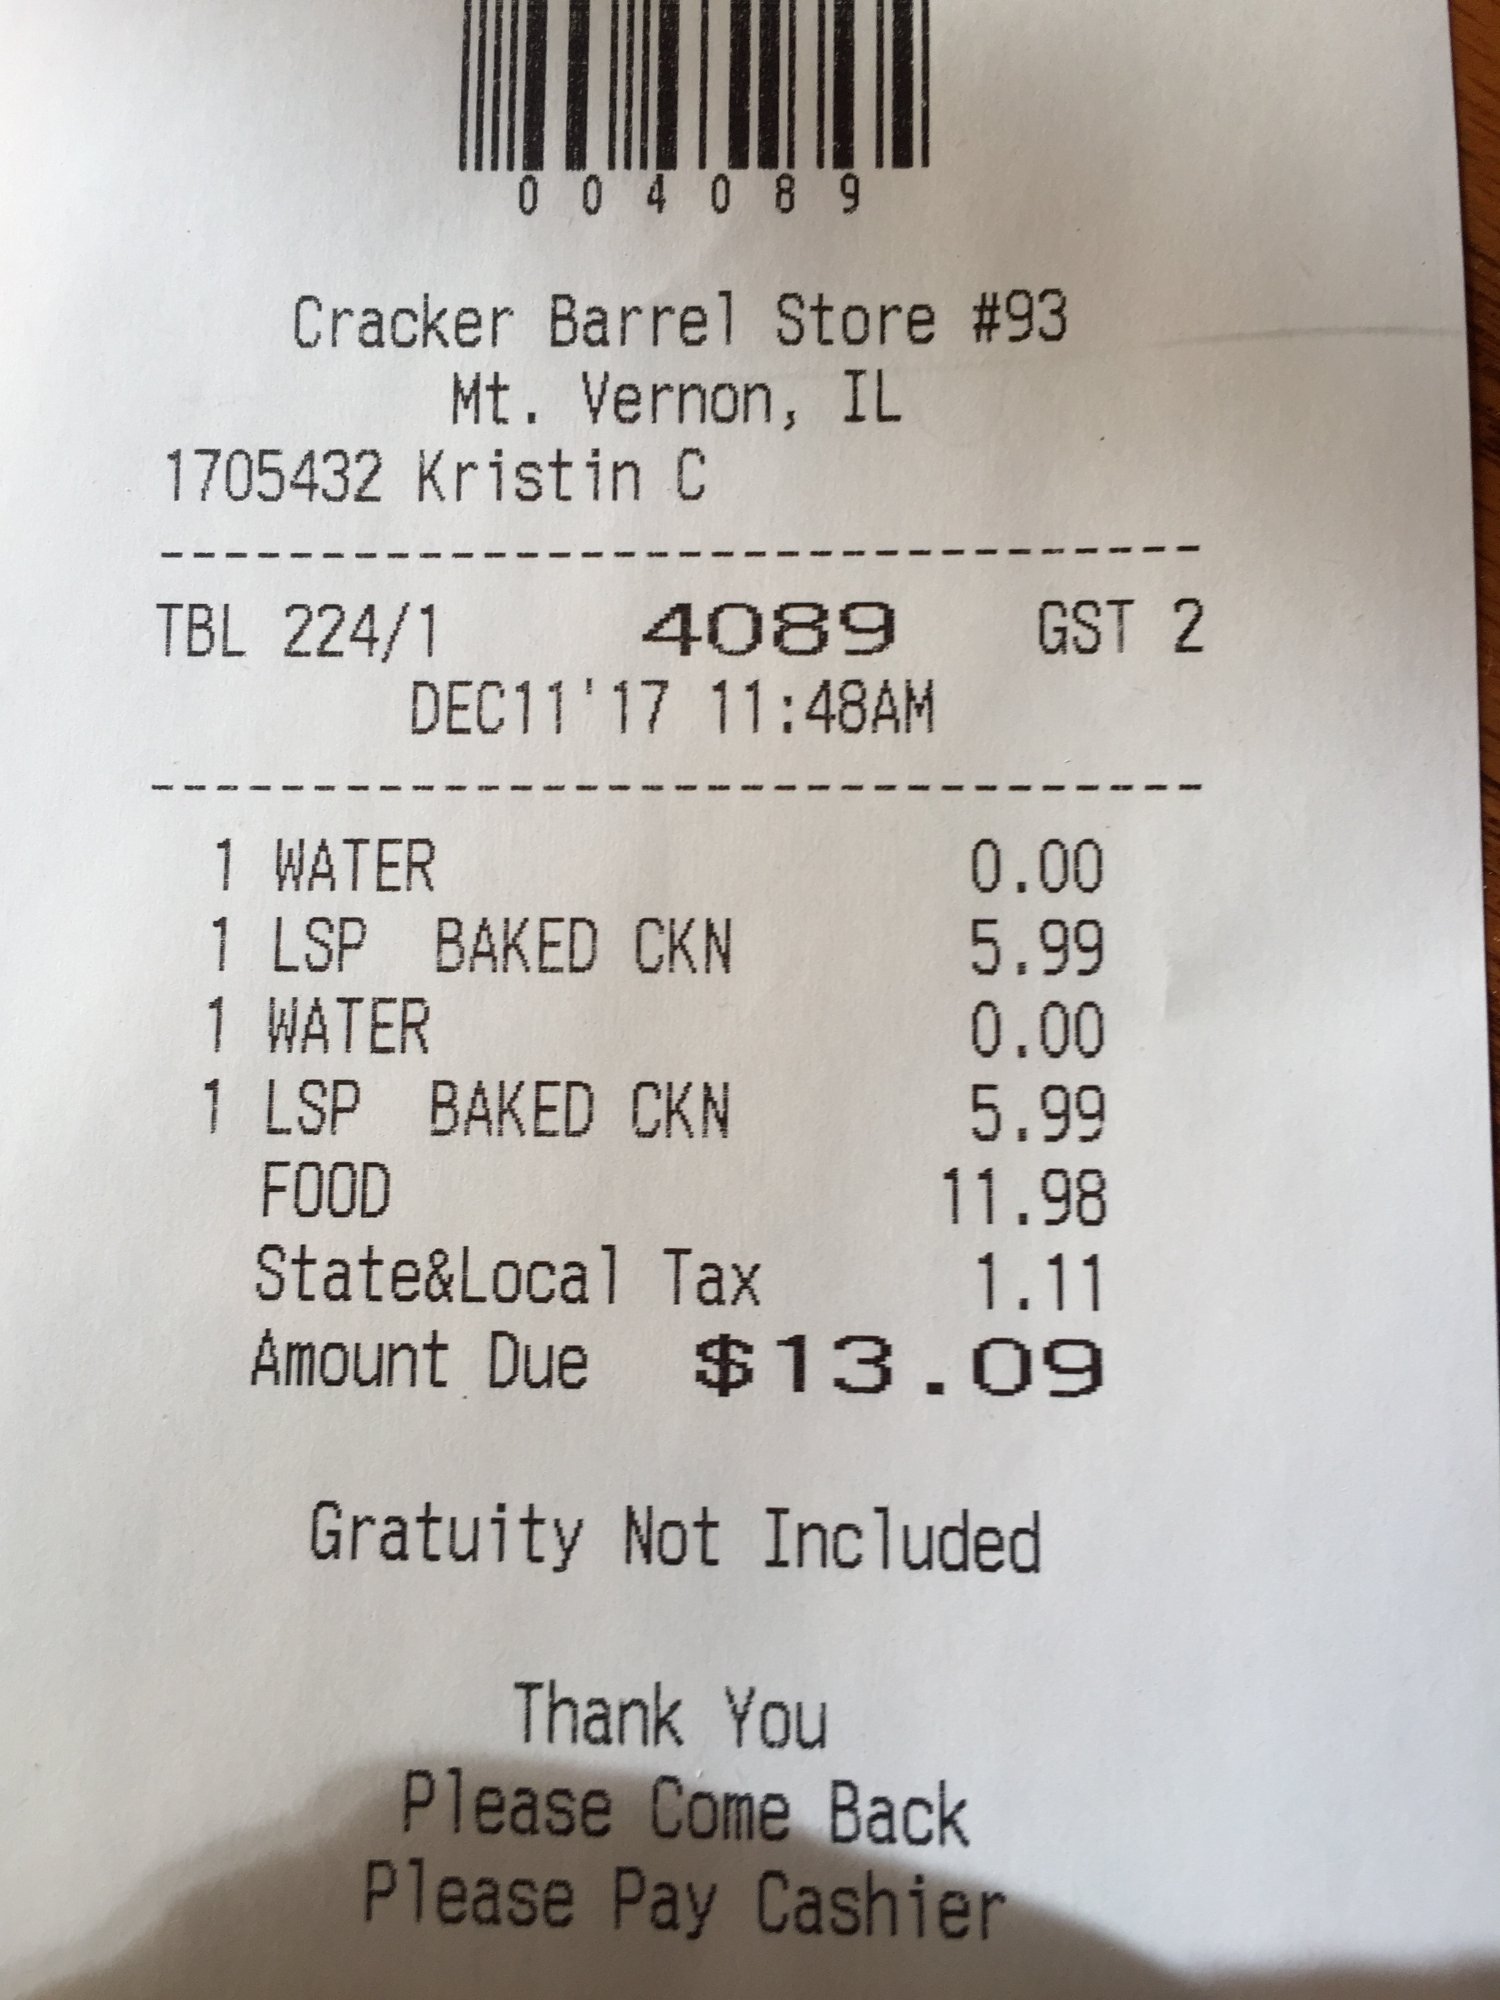 004089
Cracker Barrel Store #93
Mt. Vernon, IL
1705432 Kristin C
--------------------------------
TBL 224/1 4089 GST 2
DEC11'17 11:48AM
--------------------------------
1 WATER 0.00
1 LSP BAKED CKN 5.99
1 WATER 0.00
1 LSP BAKED CKN 5.99
FOOD 11.98
State&Local Tax 1.11
Amount Due $13.09
Gratuity Not Included
Thank You
Please Come Back
Please Pay Cashier